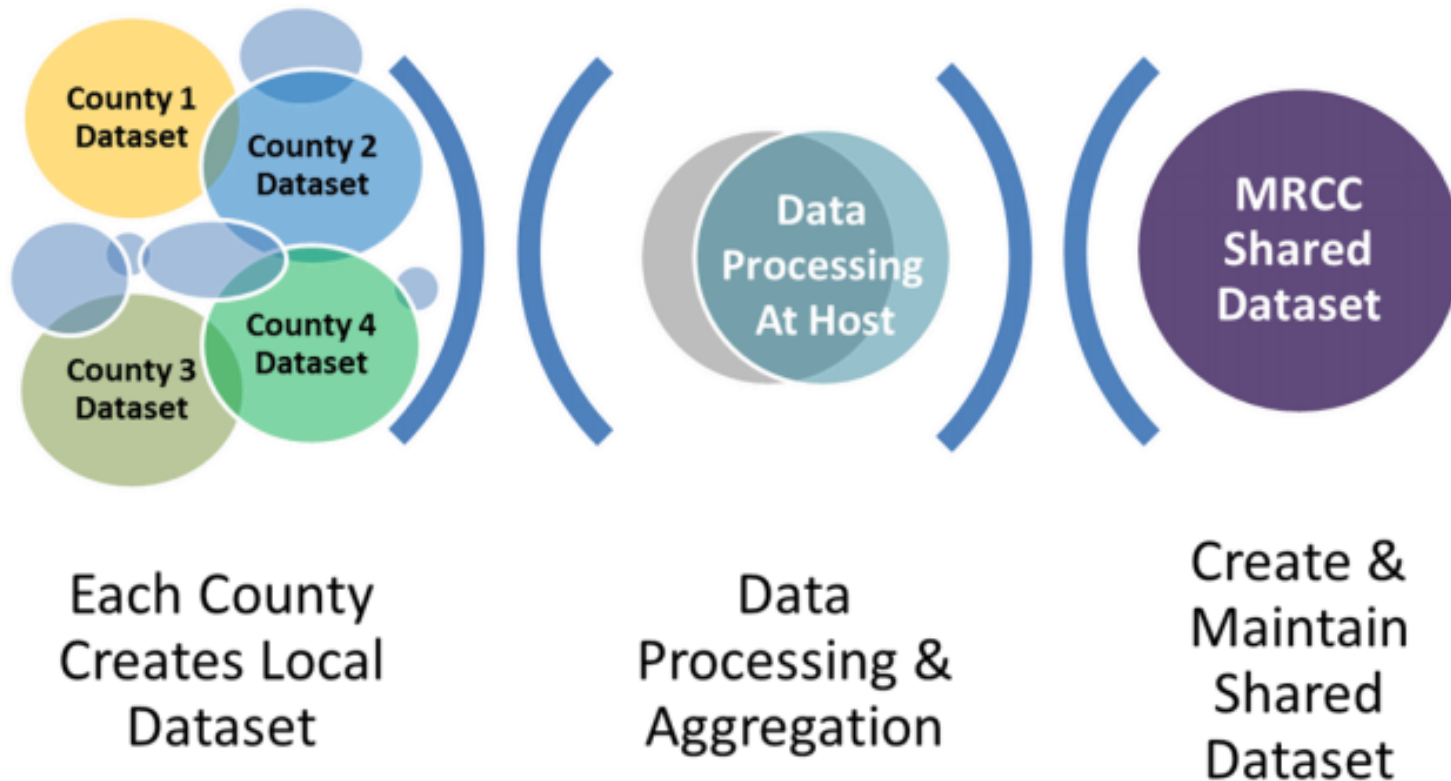 County 1
Dataset
County 2
Dataset
County 3
Dataset
County 4
Dataset
Data
Processing
At Host
MRCC
Shared
Dataset
Each County
Creates Local
Dataset
Data
Processing &
Aggregation
Create &
Maintain
Shared
Dataset